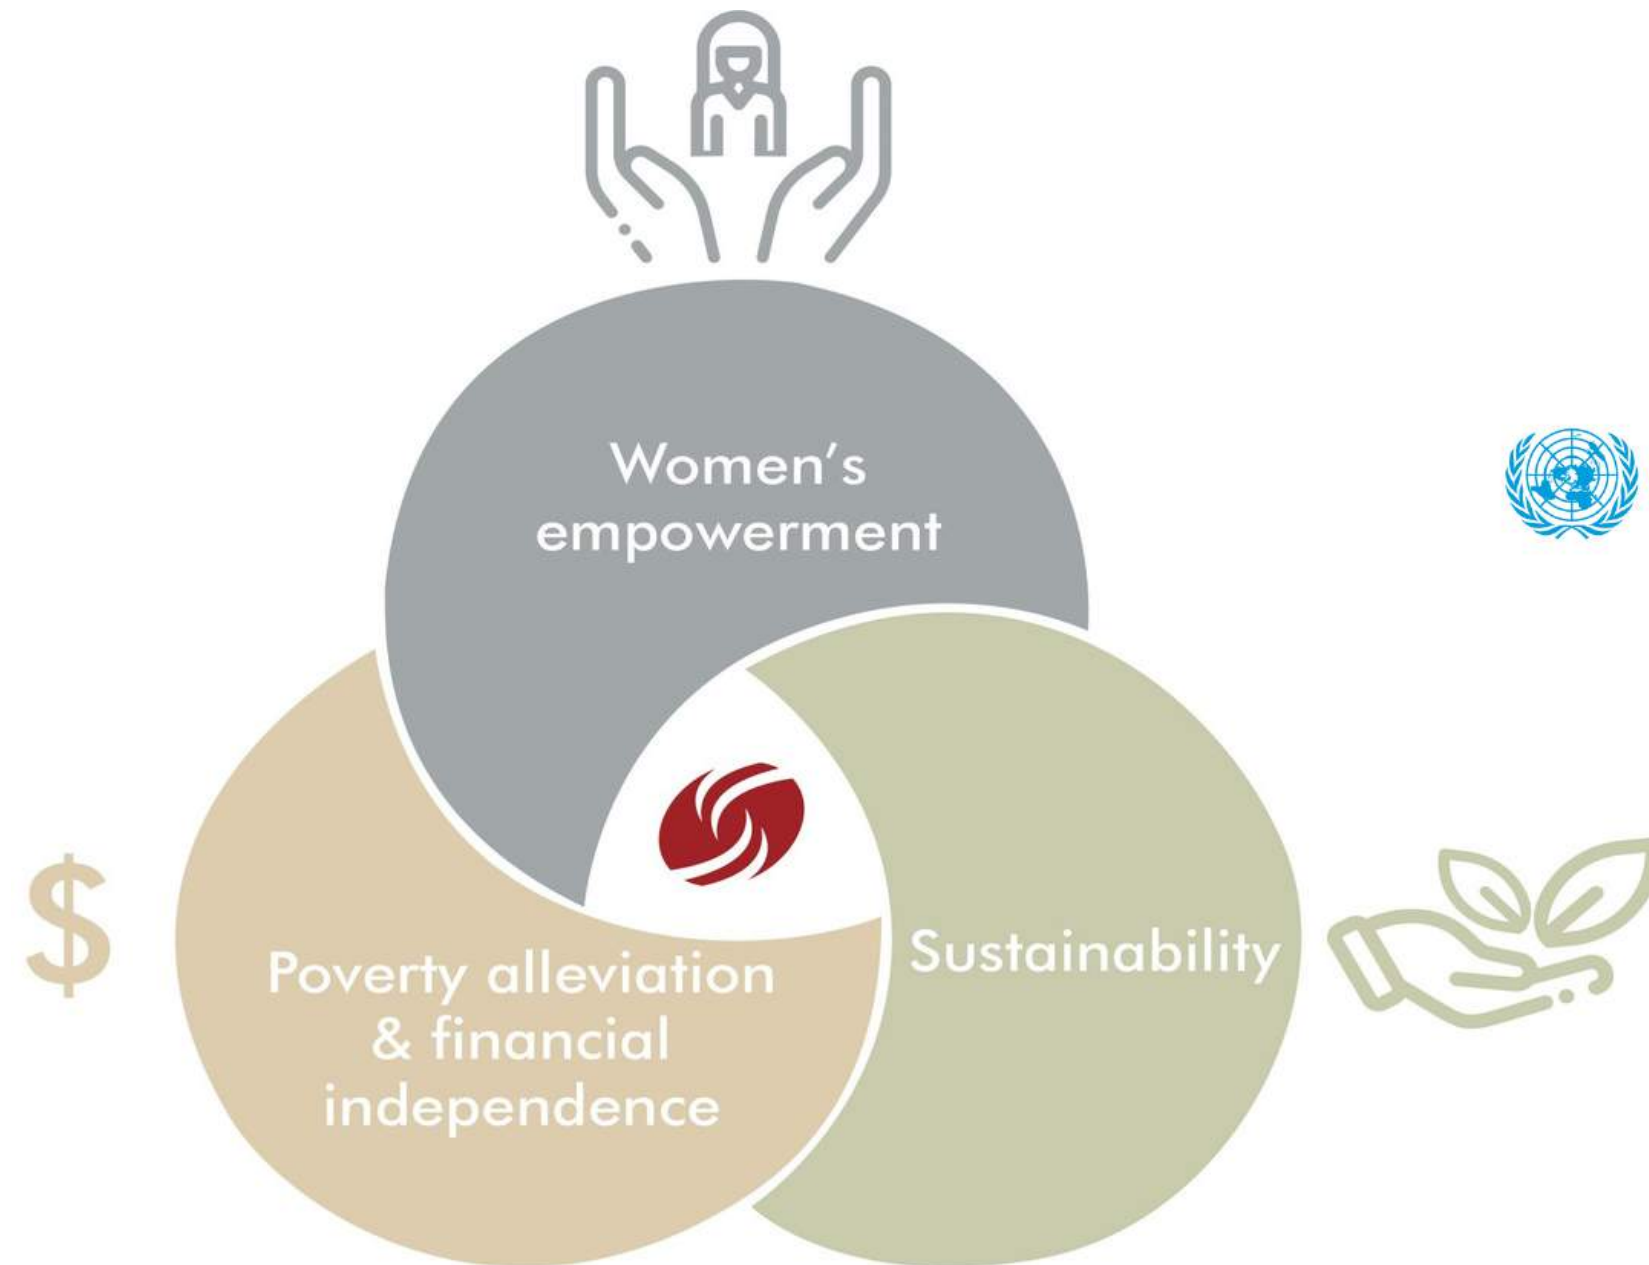 Women's
empowerment
$
Poverty alleviation
& financial
independence
Sustainability